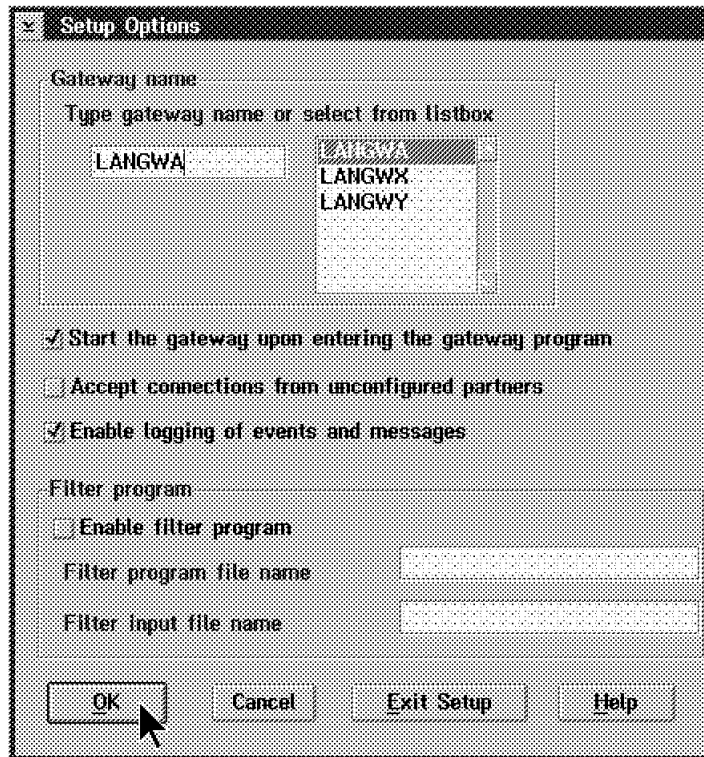 Setup Options
Gateway name
Type gateway name or select from listbox
LANGWA
LANGWA
LANGWX
LANGWY
Start the gateway upon entering the gateway program
Accept connections from unconfigured partners
Enable logging of events and messages
Filter program
Enable filter program
Filter program file name
Filter input file name
OK Cancel Exit Setup Help